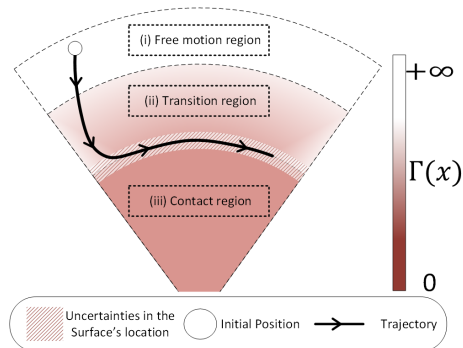 (i) Free motion region
(ii) Transition region
(iii) Contact region
+∞
Γ(x)
0
Uncertainties in the
Surface's location
Initial Position
Trajectory